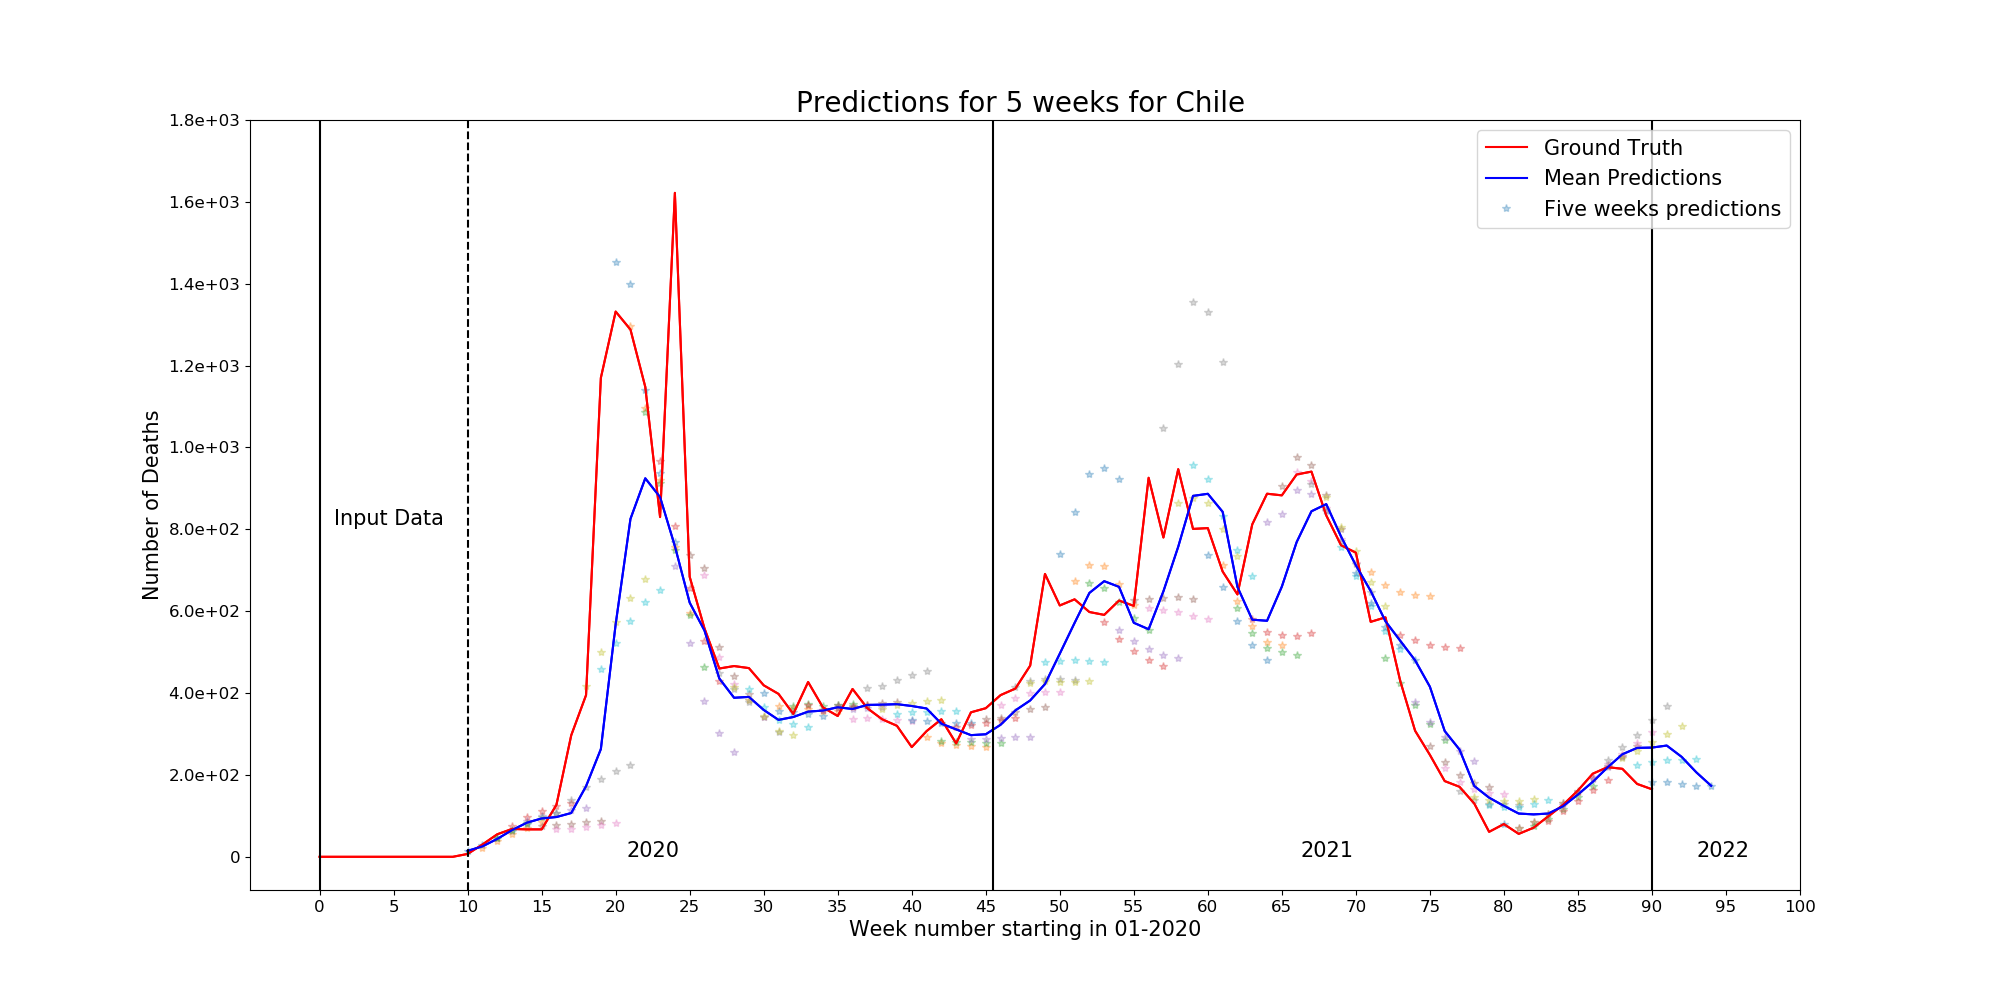 Predictions for 5 weeks for Chile
1.8e+03
1.6e+03
1.4e+03
1.2e+03
1.0e+03
8.0e+02
6.0e+02
4.0e+02
2.0e+02
0
Number of Deaths
Ground Truth
Mean Predictions
Five weeks predictions
Input Data
2020
2021
2022
0 5 10 15 20 25 30 35 40 45 50 55 60 65 70 75 80 85 90 95 100
Week number starting in 01-2020